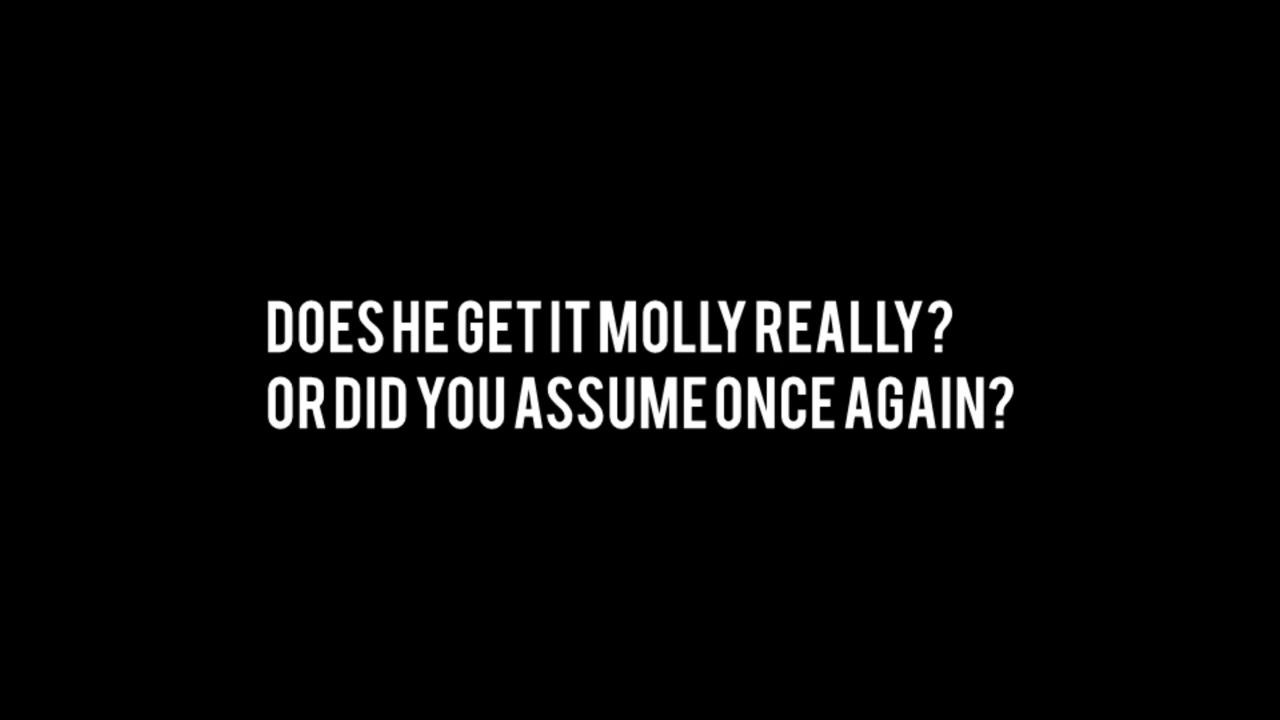 DOES HE GET IT MOLLY REALLY?
OR DID YOU ASSUME ONCE AGAIN?